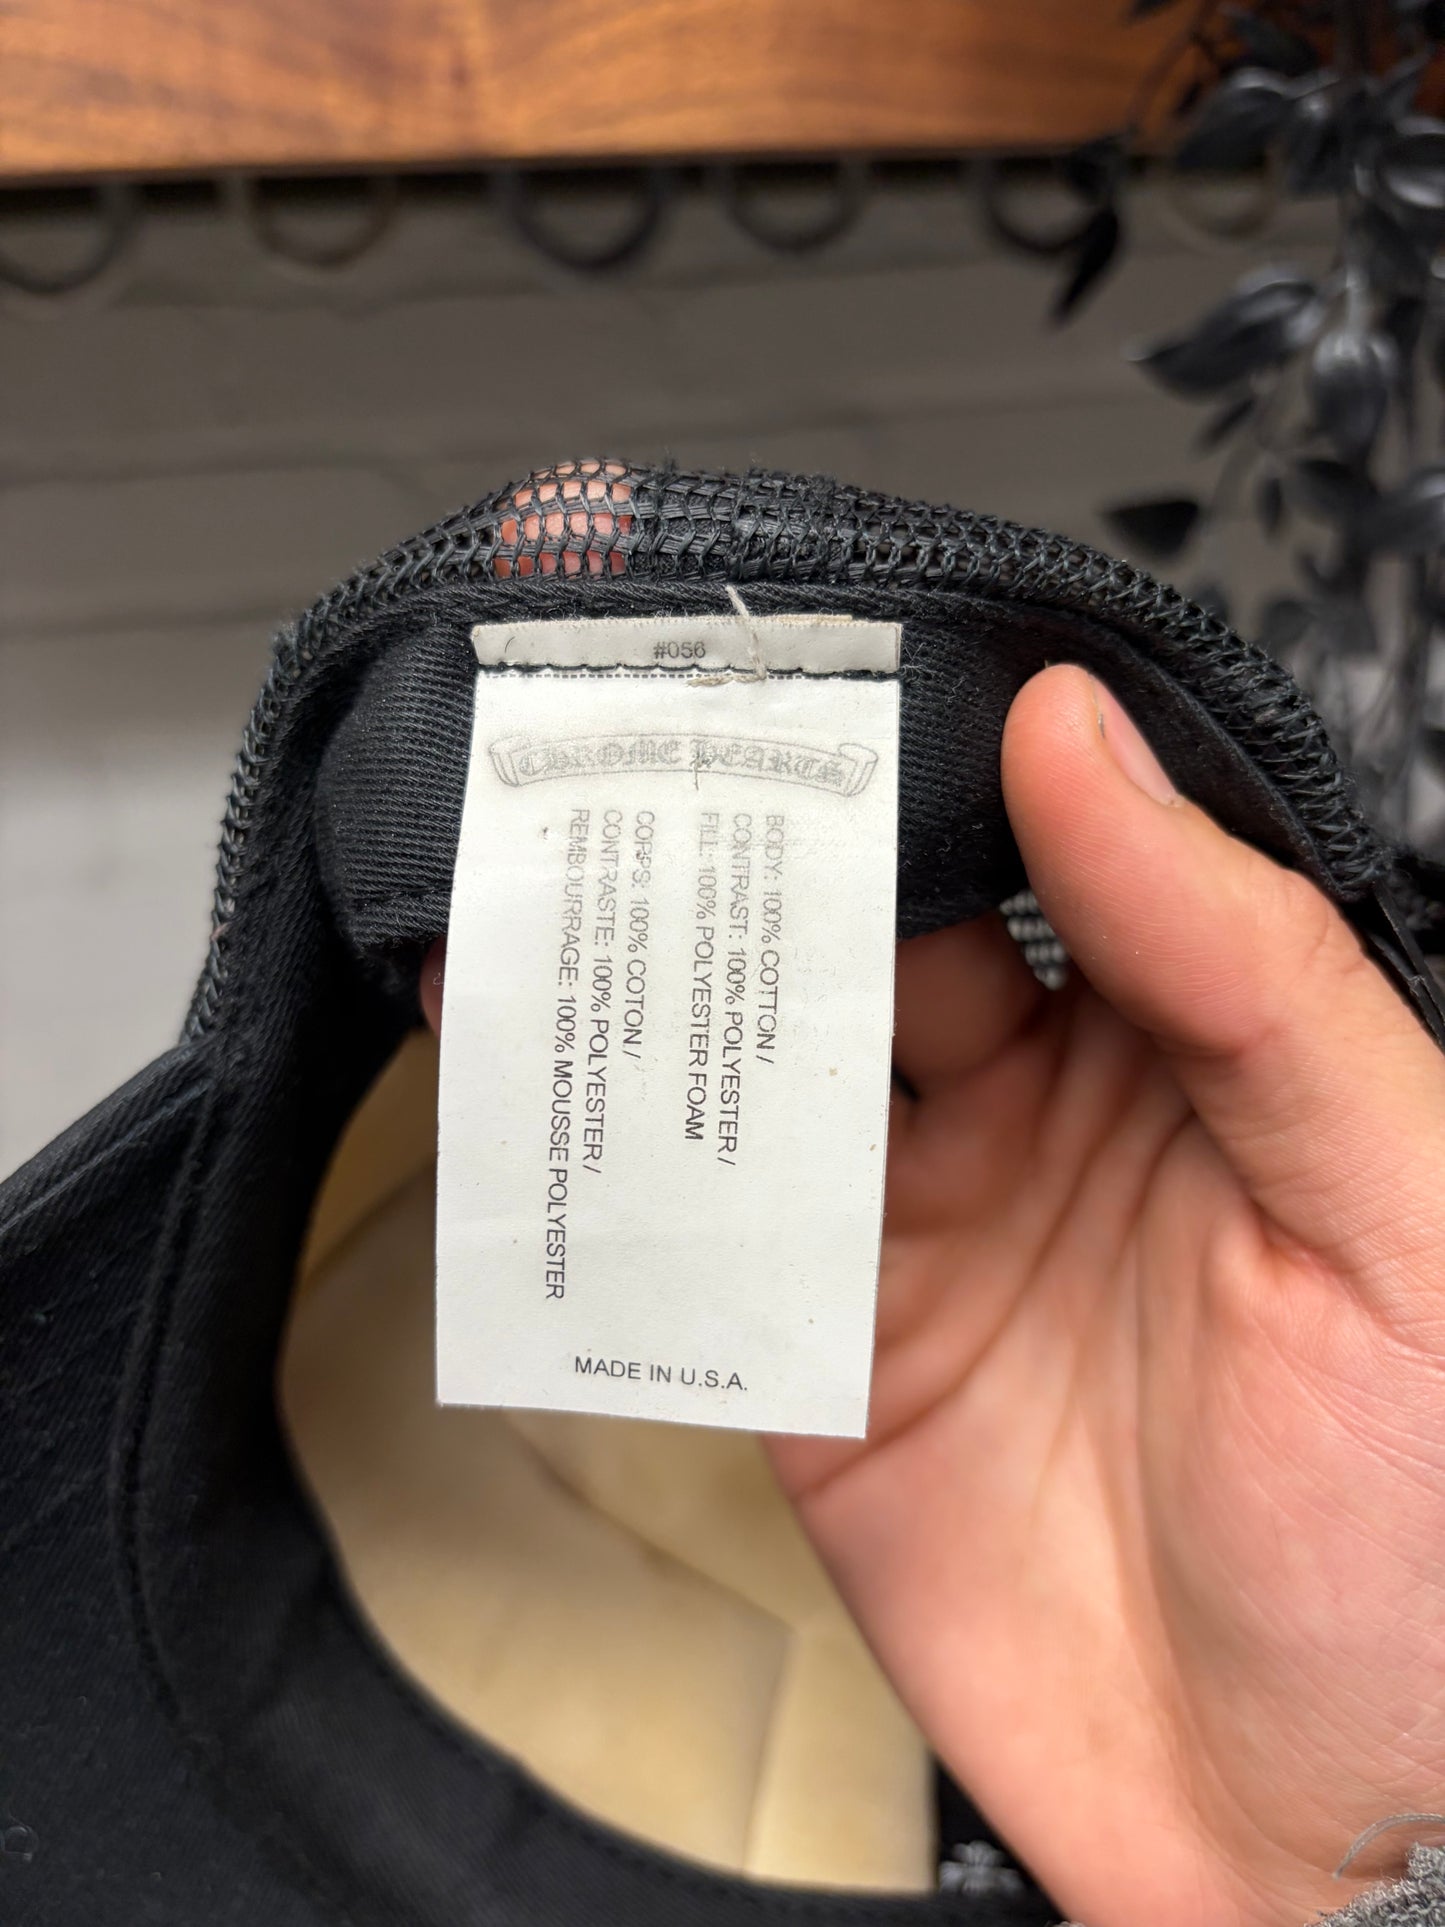 #056
CHROME HEARTS
BODY: 100% COTTON /
CONTRAST: 100% POLYESTER /
FILL: 100% POLYESTER FOAM
CORPS: 100% COTON /
CONTRASTE: 100% POLYESTER /
REMBOURRAGE: 100% MOUSSE POLYESTER
MADE IN U.S.A.